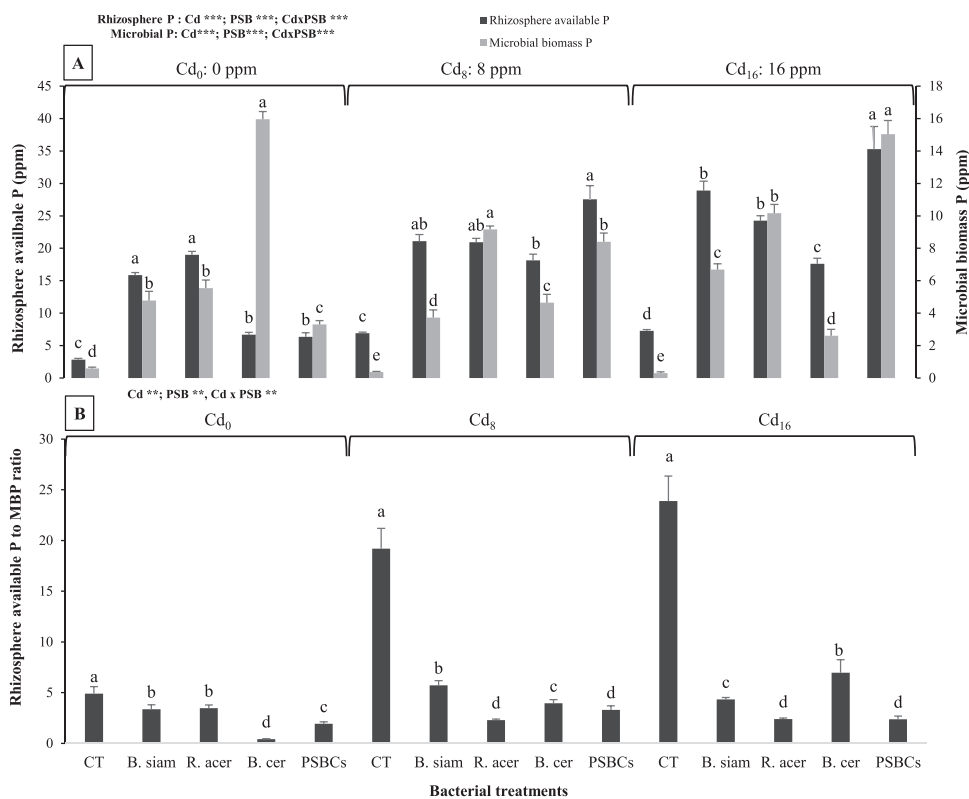 Rhizosphere P : Cd ***; PSB ***; CdxPSB ***
Microbial P: Cd***; PSB***; CdxPSB***
Rhizosphere available P
Microbial biomass P
A
Cd0: 0 ppm
Cd8: 8 ppm
Cd16: 16 ppm
Rhizosphere availbale P (ppm)
45
40
35
30
25
20
15
10
5
0
c d a b a b b a b c
c e ab d ab a b c a b
d e b c b b c d a a
18
16
14
12
10
8
6
4
2
0
Microbial biomass P (ppm)
Cd **; PSB **, Cd x PSB **
B
Cd0
Cd8
Cd16
Rhizosphere available P to MBP ratio
30
25
20
15
10
5
0
a b b d c
a b d c d
a c d b d
CT B. siam R. acer B. cer PSBCs CT B. siam R. acer B. cer PSBCs CT B. siam R. acer B. cer PSBCs
Bacterial treatments